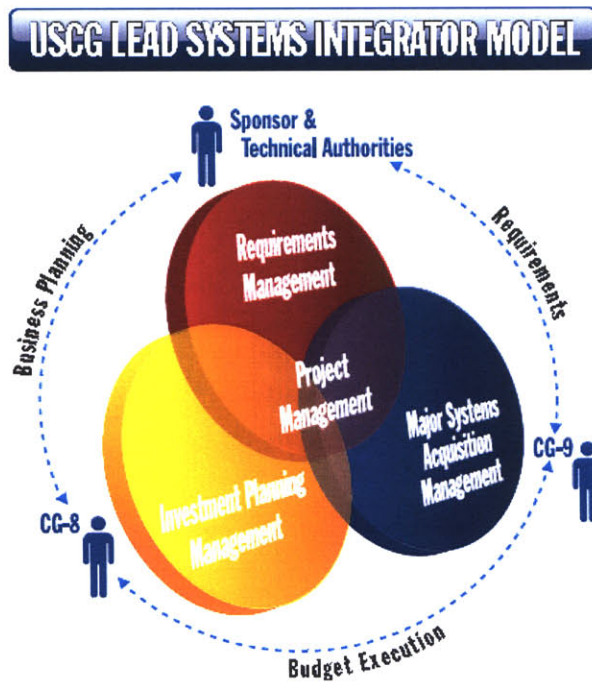 USCG LEAD SYSTEMS INTEGRATOR MODEL
Sponsor &
Technical Authorities
Requirements
Management
Business Planning
Requirements
Project
Management
Major Systems
Acquisition
Management
CG-9
Investment Planning
Management
CG-8
Budget Execution